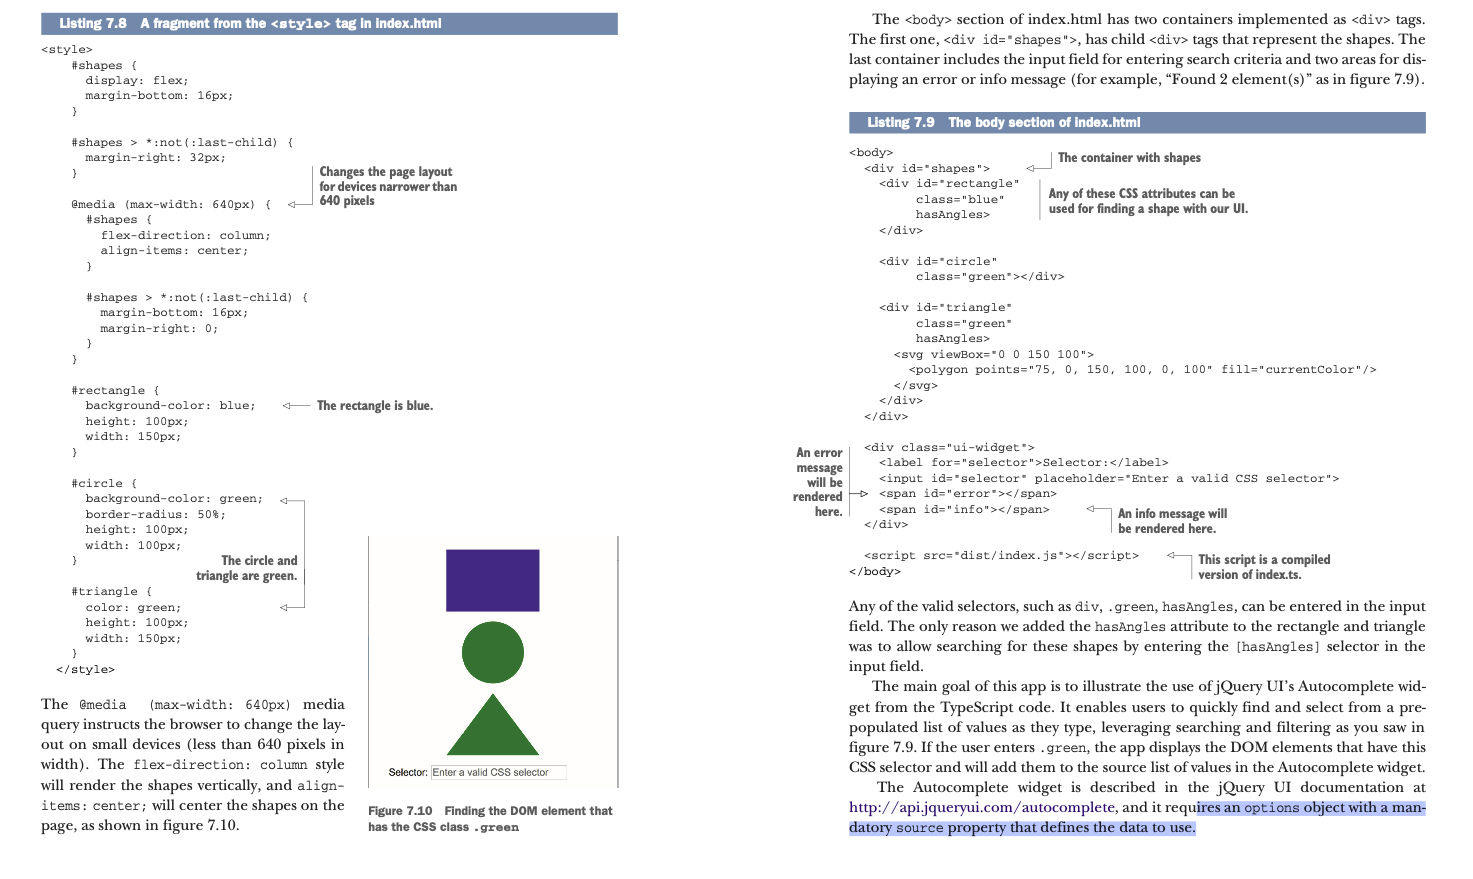 Listing 7.8 A fragment from the <style> tag in index.html
<style>
#shapes {
display: flex;
margin-bottom: 16px;
}
#shapes > *:not(:last-child) {
margin-right: 32px;
}
Changes the page layout
for devices narrower than
640 pixels
@media (max-width: 640px) {
#shapes {
flex-direction: column;
align-items: center;
}
#shapes > *:not(:last-child) {
margin-bottom: 16px;
margin-right: 0;
}
}
#rectangle {
background-color: blue;
The rectangle is blue.
height: 100px;
width: 150px;
}
#circle {
background-color: green;
border-radius: 50%;
height: 100px;
width: 100px;
}
The circle and
triangle are green.
#triangle {
color: green;
height: 100px;
width: 150px;
}
</style>
The @media (max-width: 640px) media
query instructs the browser to change the lay-
out on small devices (less than 640 pixels in
width). The flex-direction: column style
will render the shapes vertically, and align-
items: center; will center the shapes on the
page, as shown in figure 7.10.
Selector: Enter a valid CSS selector
Figure 7.10 Finding the DOM element that
has the CSS class .green
The <body> section of index.html has two containers implemented as <div> tags.
The first one, <div id="shapes">, has child <div> tags that represent the shapes. The
last container includes the input field for entering search criteria and two areas for dis-
playing an error or info message (for example, “Found 2 element(s)” as in figure 7.9).
Listing 7.9 The body section of index.html
<body>
<div id="shapes">
The container with shapes
<div id="rectangle"
class="blue"
hasAngles>
Any of these CSS attributes can be
used for finding a shape with our UI.
</div>
<div id="circle"
class="green"></div>
<div id="triangle"
class="green"
hasAngles>
<svg viewBox="0 0 150 100">
<polygon points="75, 0, 150, 100, 0, 100" fill="currentColor"/>
</svg>
</div>
</div>
<div class="ui-widget">
<label for="selector">Selector:</label>
<input id="selector" placeholder="Enter a valid CSS selector">
<span id="error"></span>
<span id="info"></span>
</div>
An error
message
will be
rendered
here.
An info message will
be rendered here.
<script src="dist/index.js"></script>
</body>
This script is a compiled
version of index.ts.
Any of the valid selectors, such as div, .green, hasAngles, can be entered in the input
field. The only reason we added the hasAngles attribute to the rectangle and triangle
was to allow searching for these shapes by entering the [hasAngles] selector in the
input field.
The main goal of this app is to illustrate the use of jQuery UI’s Autocomplete wid-
get from the TypeScript code. It enables users to quickly find and select from a pre-
populated list of values as they type, leveraging searching and filtering as you saw in
figure 7.9. If the user enters .green, the app displays the DOM elements that have this
CSS selector and will add them to the source list of values in the Autocomplete widget.
The Autocomplete widget is described in the jQuery UI documentation at
http://api.jqueryui.com/autocomplete, and it requires an options object with a man-
datory source property that defines the data to use.